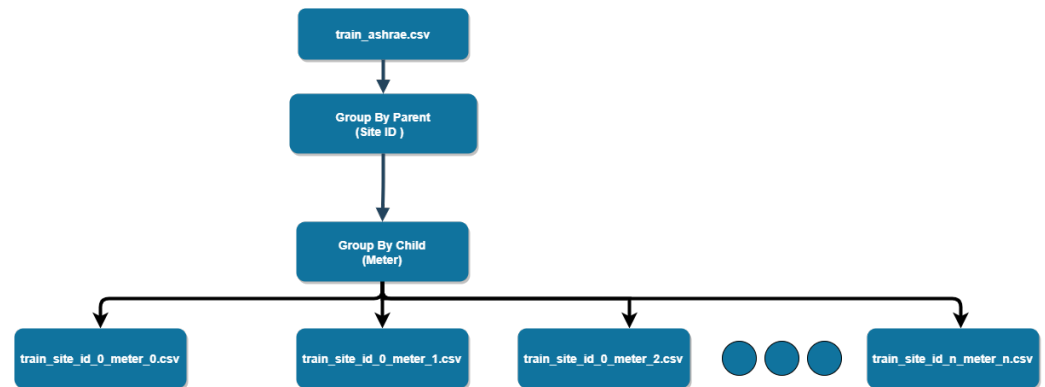 train_ashrae.csv
Group By Parent
(Site ID )
Group By Child
(Meter)
train_site_id_0_meter_0.csv
train_site_id_0_meter_1.csv
train_site_id_0_meter_2.csv
train_site_id_n_meter_n.csv